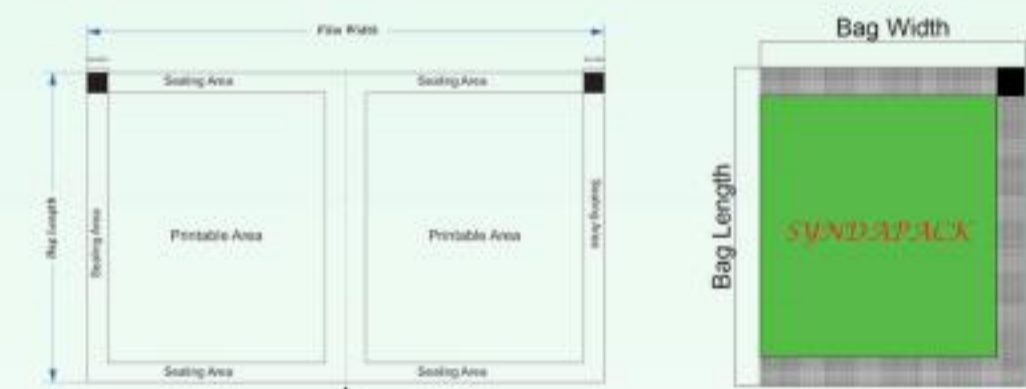 Film Width
Sealing Area
Sealing Area
Bag Length
Sealing Area
Printable Area
Printable Area
Sealing Area
Sealing Area
Sealing Area
Bag Width
Bag Length
SYNDAPACK